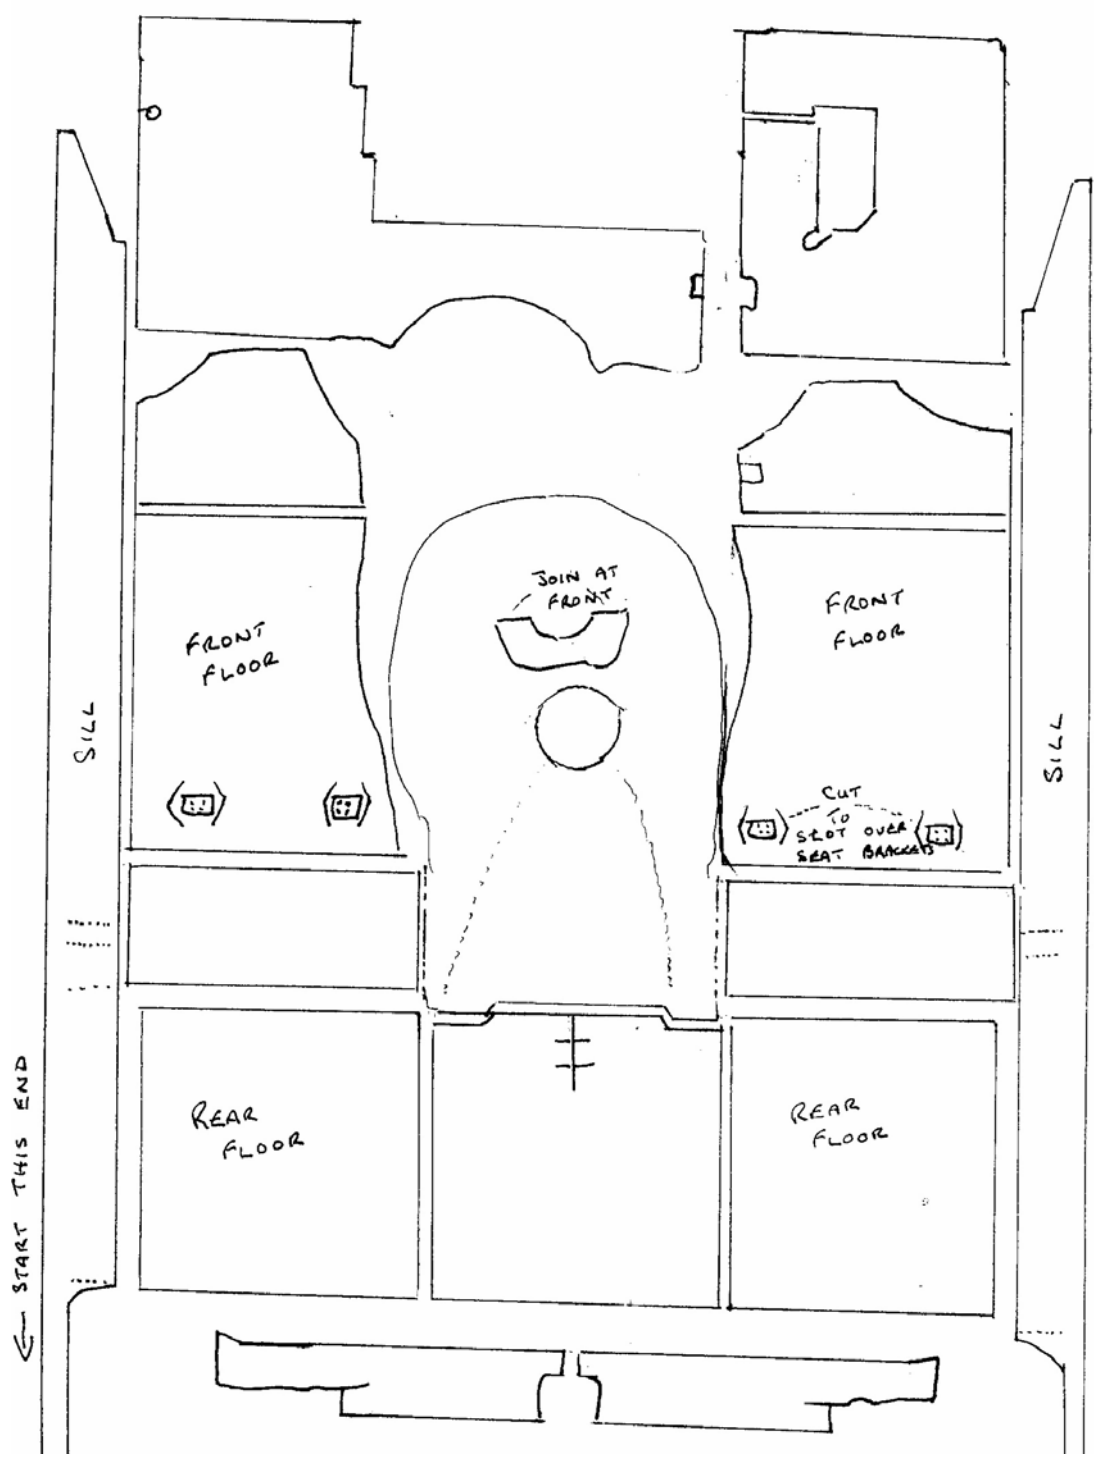 JOIN AT
FRONT
FRONT
FLOOR
FRONT
FLOOR
SILL
SILL
CUT
TO
SLOT OVER
SEAT BRACKETS
REAR
FLOOR
REAR
FLOOR
← START THIS END